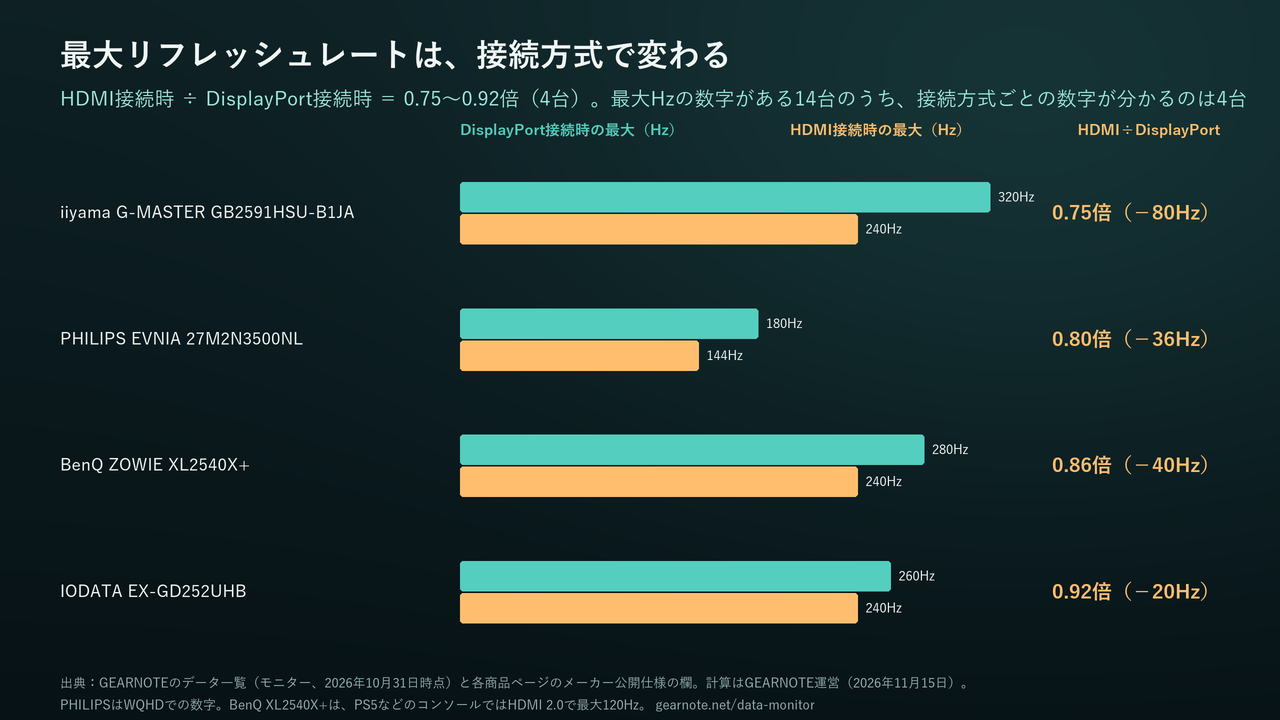 最大リフレッシュレートは、接続方式で変わる
HDMI接続時 ÷ DisplayPort接続時 ＝ 0.75〜0.92倍（4台）。最大Hzの数字がある14台のうち、接続方式ごとの数字が分かるのは4台
DisplayPort接続時の最大（Hz） HDMI接続時の最大（Hz） HDMI÷DisplayPort
iiyama G-MASTER GB2591HSU-B1JA
320Hz
240Hz
0.75倍（−80Hz）
PHILIPS EVNIA 27M2N3500NL
180Hz
144Hz
0.80倍（−36Hz）
BenQ ZOWIE XL2540X+
280Hz
240Hz
0.86倍（−40Hz）
IODATA EX-GD252UHB
260Hz
240Hz
0.92倍（−20Hz）
出典：GEARNOTEのデータ一覧（モニター、2026年10月31日時点）と各商品ページのメーカー公開仕様の欄。計算はGEARNOTE運営（2026年11月15日）。
PHILIPSはWQHDでの数字。BenQ XL2540X+は、PS5などのコンソールではHDMI 2.0で最大120Hz。 gearnote.net/data-monitor